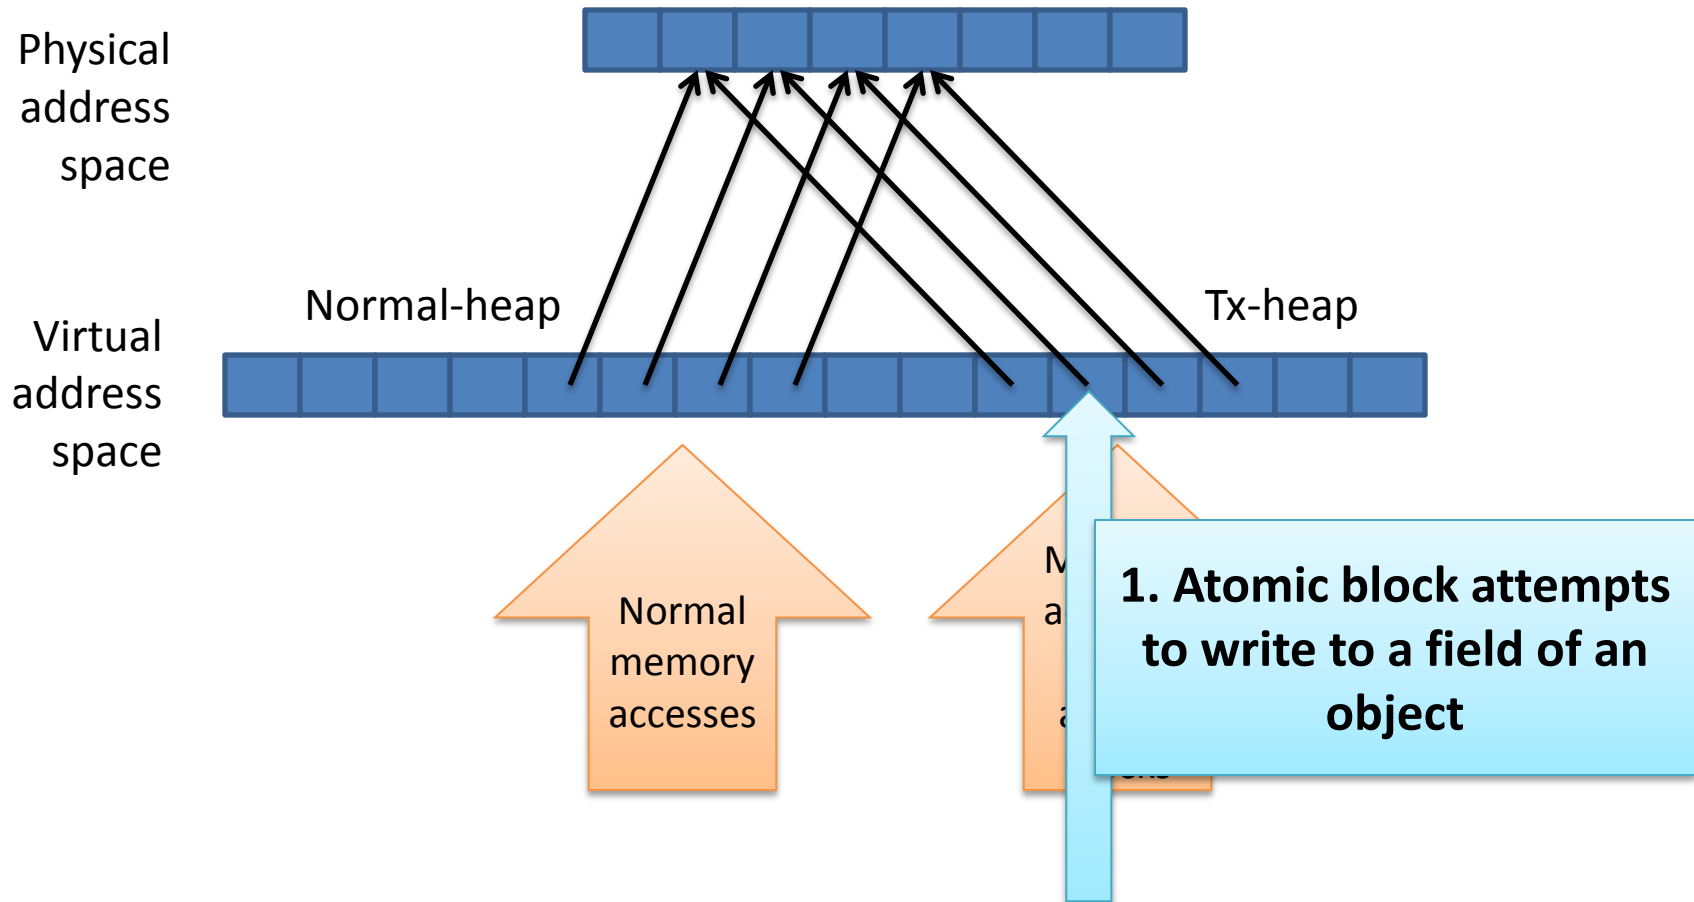 Physical
address
space
Normal-heap
Tx-heap
Virtual
address
space
Normal
memory
accesses
1. Atomic block attempts
to write to a field of an
object